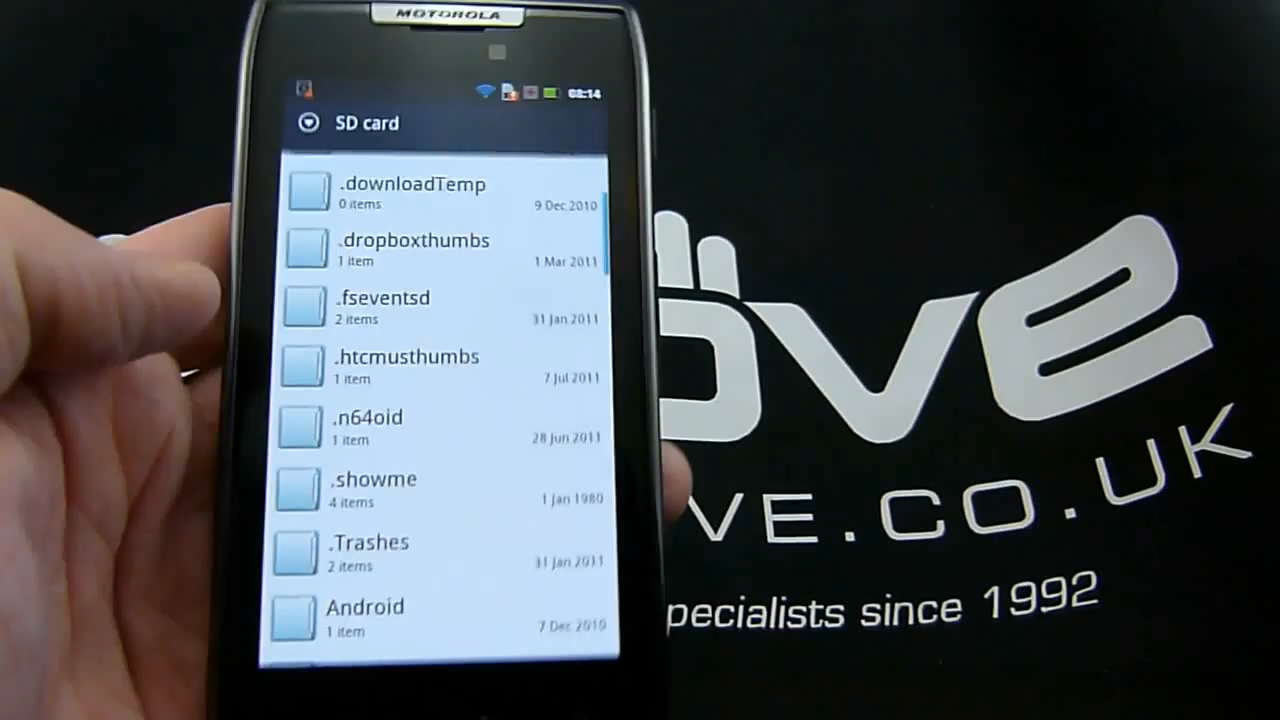 MOTOROLA
08:14
SD card
.downloadTemp
0 items 9 Dec 2010
.dropboxthumbs
1 item 1 Mar 2011
.fseventsd
2 items 31 Jan 2011
.htcmusthumbs
1 item 7 Jul 2011
.n64oid
1 item 28 Jun 2011
.showme
4 items 1 Jan 1980
.Trashes
2 items 31 Jan 2011
Android
1 item 7 Dec 2010
ove
VE.CO.UK
pecialists since 1992